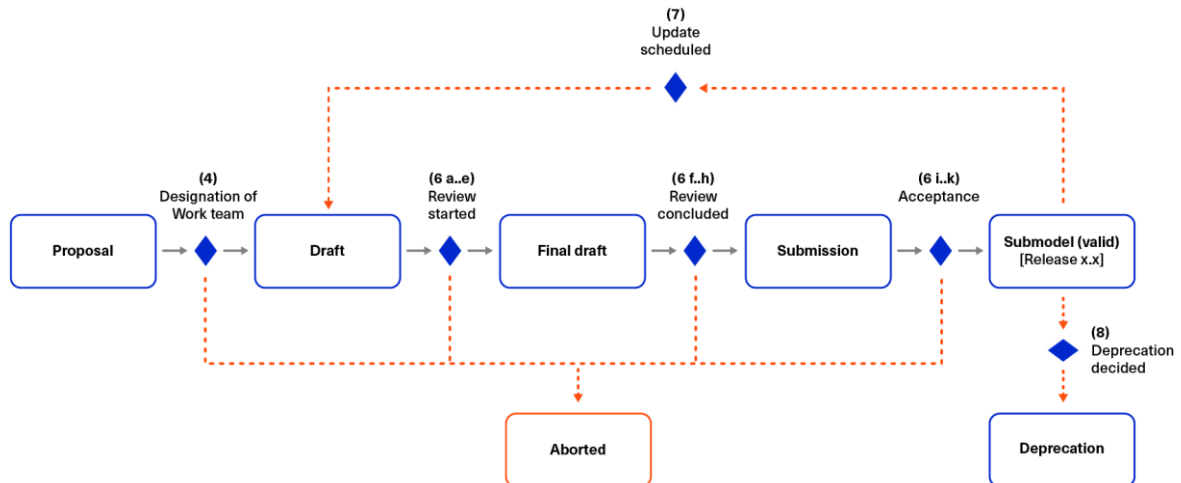 (7)
Update
scheduled
(4)
Designation of
Work team
(6 a..e)
Review
started
(6 f..h)
Review
concluded
(6 i..k)
Acceptance
Proposal
Draft
Final draft
Submission
Submodel (valid)
[Release x.x]
(8)
Deprecation
decided
Aborted
Deprecation